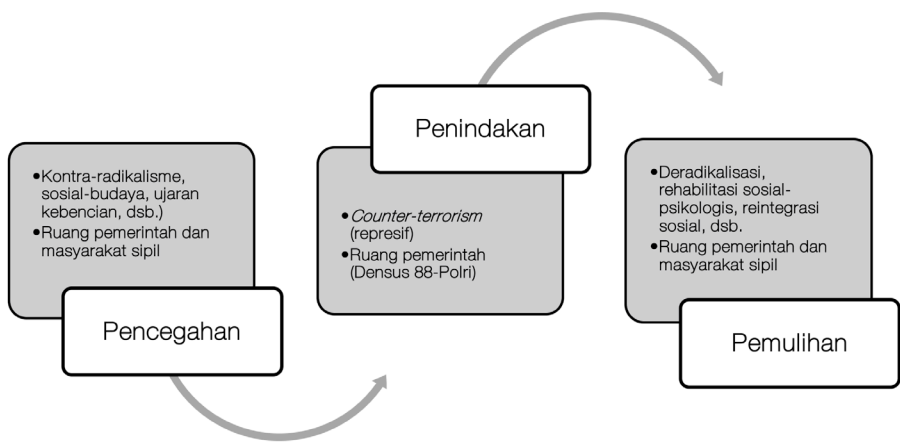 •Kontra-radikalisme,
sosial-budaya, ujaran
kebencian, dsb.)
•Ruang pemerintah dan
masyarakat sipil
Pencegahan
Penindakan
•Counter-terrorism
(represif)
•Ruang pemerintah
(Densus 88-Polri)
•Deradikalisasi,
rehabilitasi sosial-
psikologis, reintegrasi
sosial, dsb.
•Ruang pemerintah dan
masyarakat sipil
Pemulihan